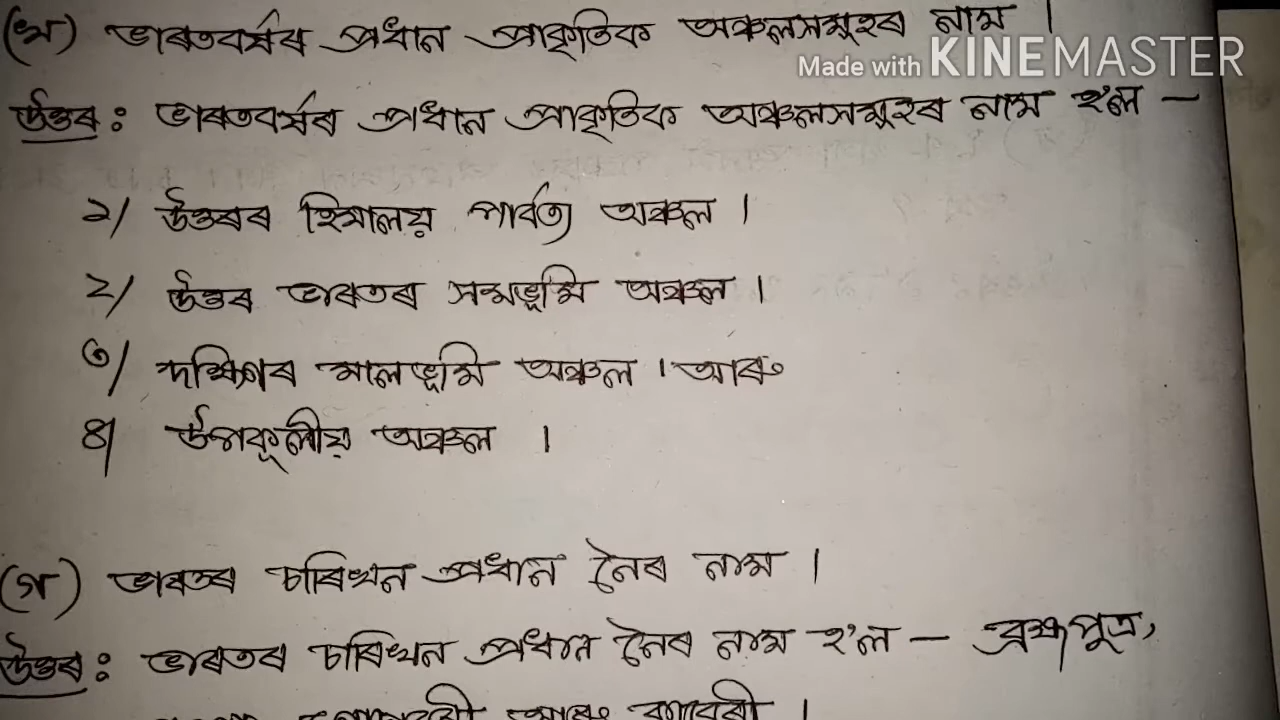 (খ) ভাৰতবৰ্ষৰ প্ৰধান প্ৰাকৃতিক অঞ্চলসমূহৰ নাম ।
Made with KINEMASTER
উত্তৰ : ভাৰতবৰ্ষৰ প্ৰধান প্ৰাকৃতিক অঞ্চলসমূহৰ নাম হ'ল –
১/ উত্তৰৰ হিমালয় পাৰ্বত্য অঞ্চল ।
২/ উত্তৰ ভাৰতৰ সমভূমি অঞ্চল ।
৩/ দক্ষিণৰ মালভূমি অঞ্চল । আৰু
৪/ উপকূলীয় অঞ্চল ।
(গ) ভাৰতৰ চাৰিখন প্ৰধান নৈৰ নাম ।
উত্তৰ : ভাৰতৰ চাৰিখন প্ৰধান নৈৰ নাম হ'ল – ব্ৰহ্মপুত্ৰ,
আৰু কাবেৰী ।